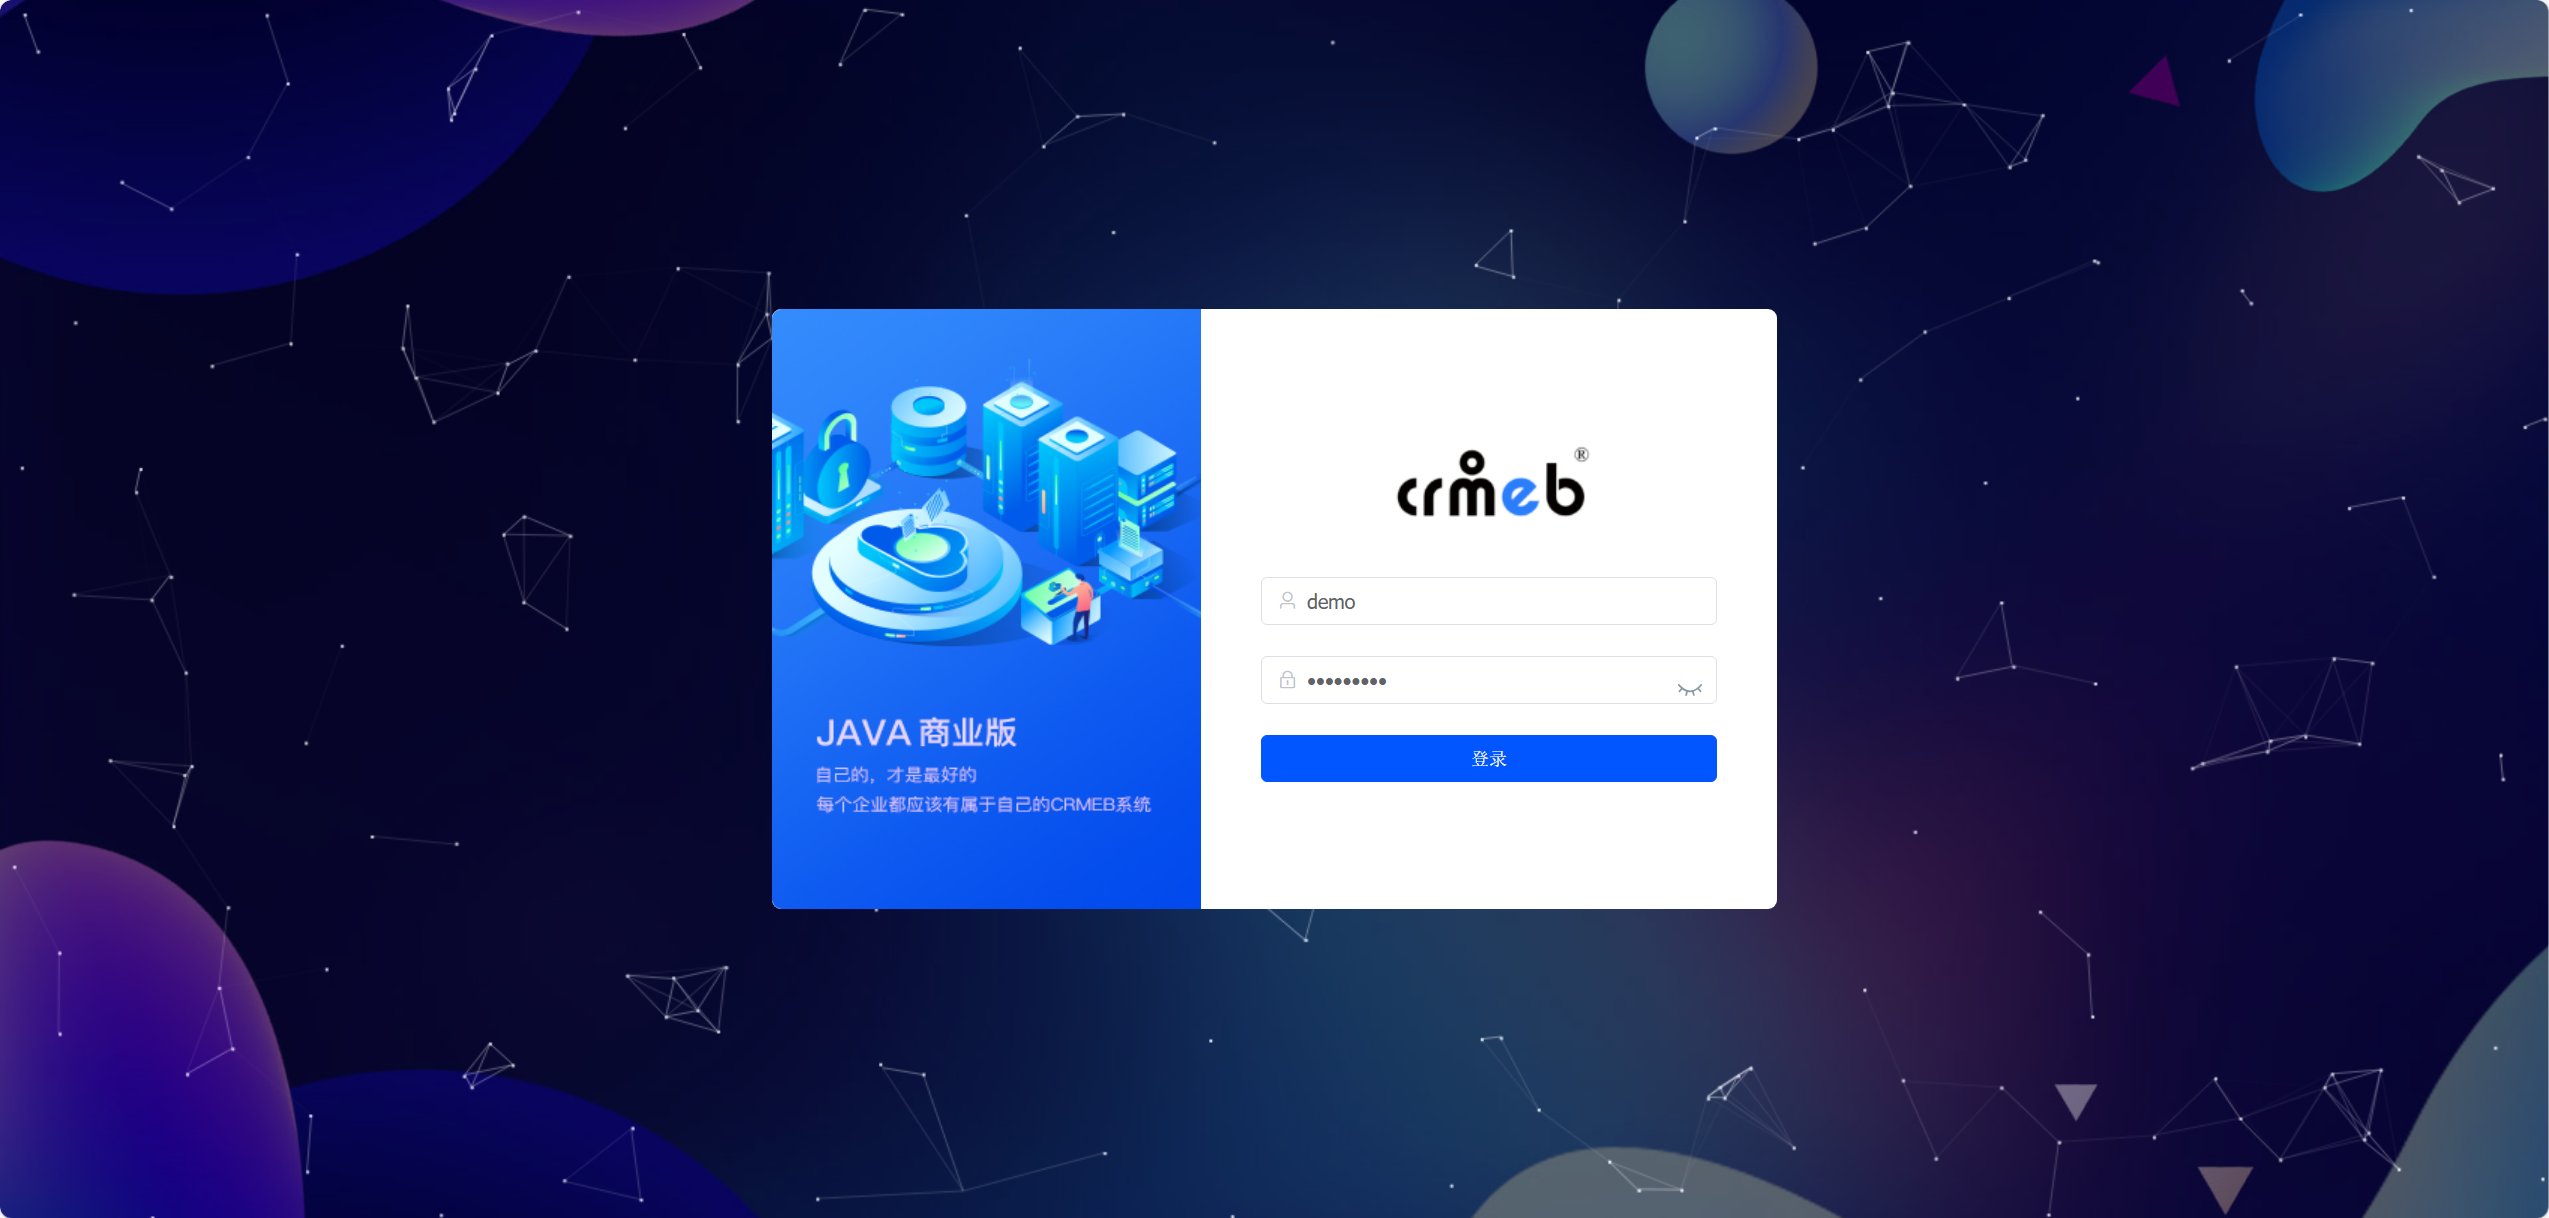 JAVA 商业版
自己的，才是最好的
每个企业都应该有属于自己的CRMEB系统
crmeb®
demo
•••••••••
登录